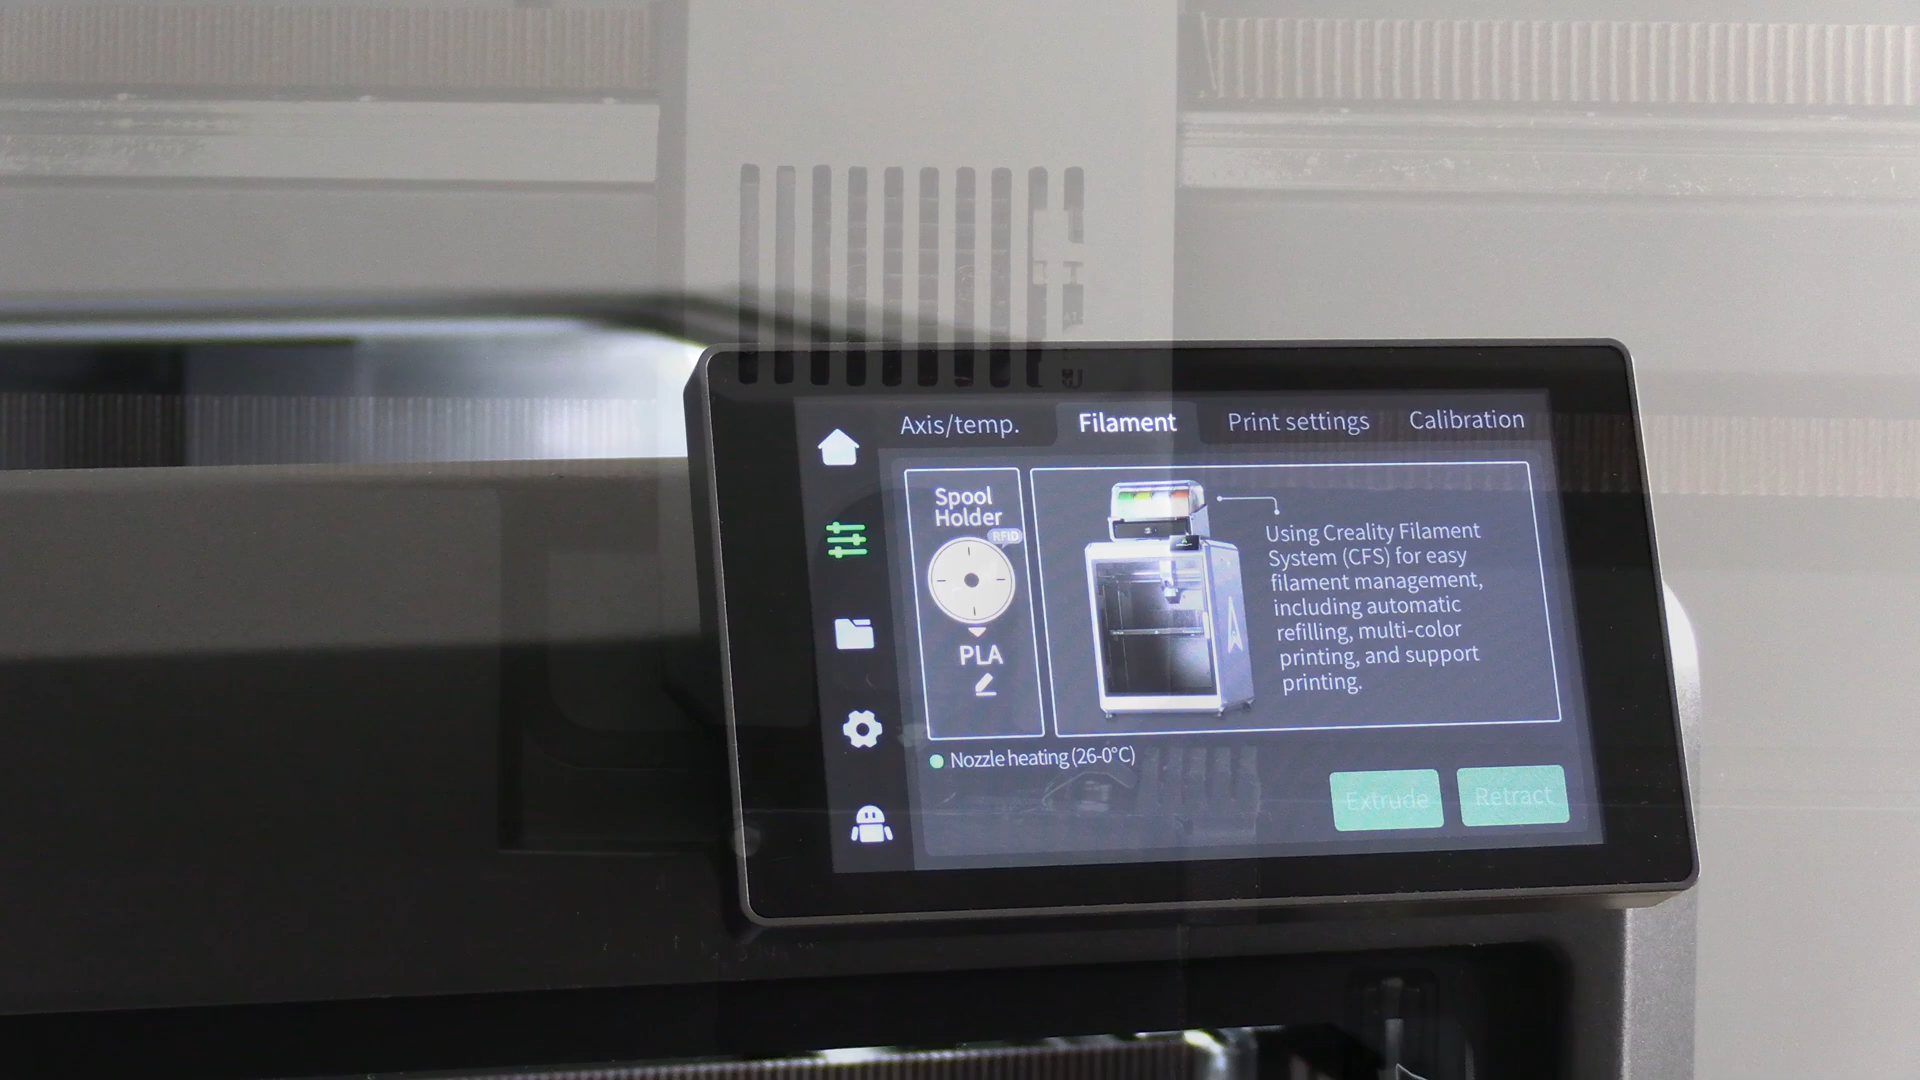 Axis/temp. Filament Print settings Calibration
Spool
Holder
RFID
PLA
Using Creality Filament
System (CFS) for easy
filament management,
including automatic
refilling, multi-color
printing, and support
printing.
Nozzle heating (26-0°C)
Extrude Retract